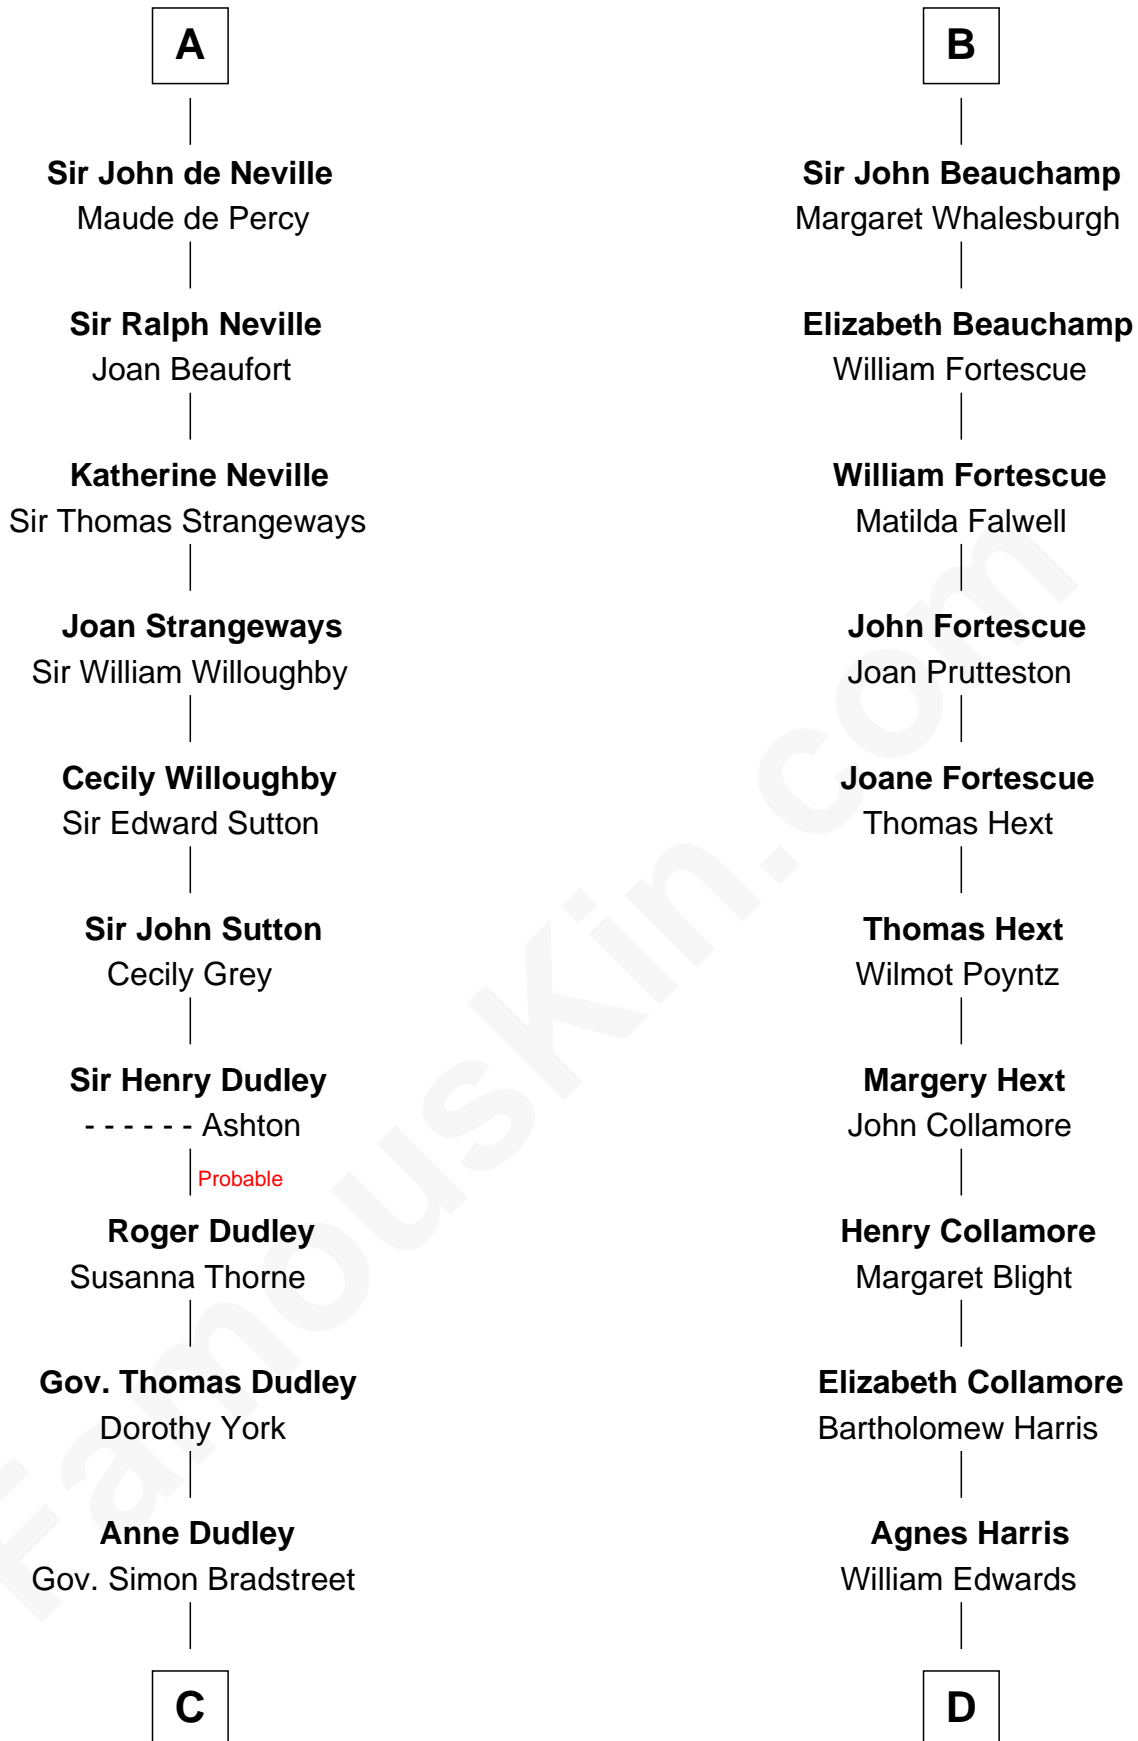 A
Sir John de Neville
Maude de Percy
Sir Ralph Neville
Joan Beaufort
Katherine Neville
Sir Thomas Strangeways
Joan Strangeways
Sir William Willoughby
Cecily Willoughby
Sir Edward Sutton
Sir John Sutton
Cecily Grey
Sir Henry Dudley
- - - - - - Ashton
Probable
Roger Dudley
Susanna Thorne
Gov. Thomas Dudley
Dorothy York
Anne Dudley
Gov. Simon Bradstreet
C
B
Sir John Beauchamp
Margaret Whalesburgh
Elizabeth Beauchamp
William Fortescue
William Fortescue
Matilda Falwell
John Fortescue
Joan Prutteston
Joane Fortescue
Thomas Hext
Thomas Hext
Wilmot Poyntz
Margery Hext
John Collamore
Henry Collamore
Margaret Blight
Elizabeth Collamore
Bartholomew Harris
Agnes Harris
William Edwards
D
FamousKin.com